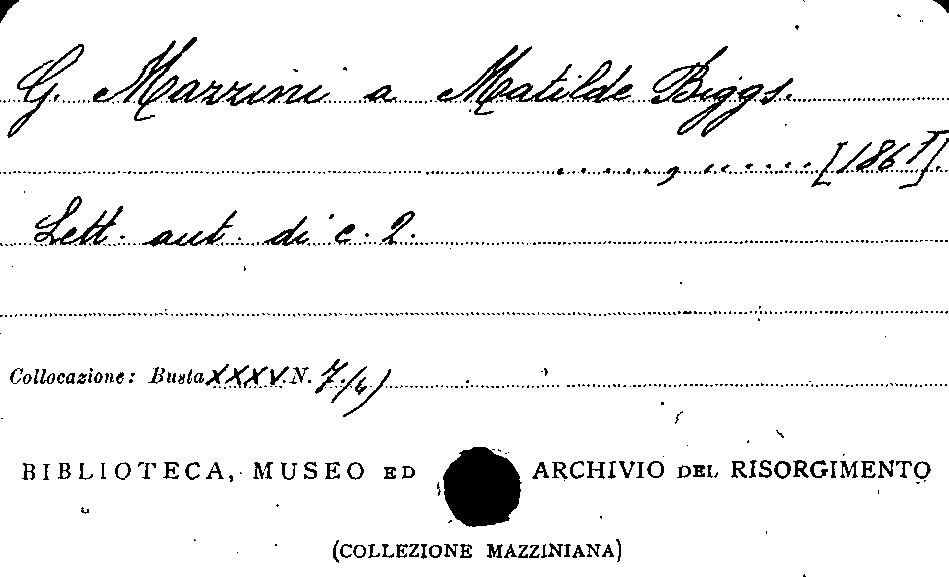 G. Mazzini a Matilde Biggs.
....., ...... [186?].
Lett. aut. di c. 2.
Collocazione: Busta XXXV. N. 7./4)
BIBLIOTECA, MUSEO ED ARCHIVIO DEL RISORGIMENTO
(COLLEZIONE MAZZINIANA)